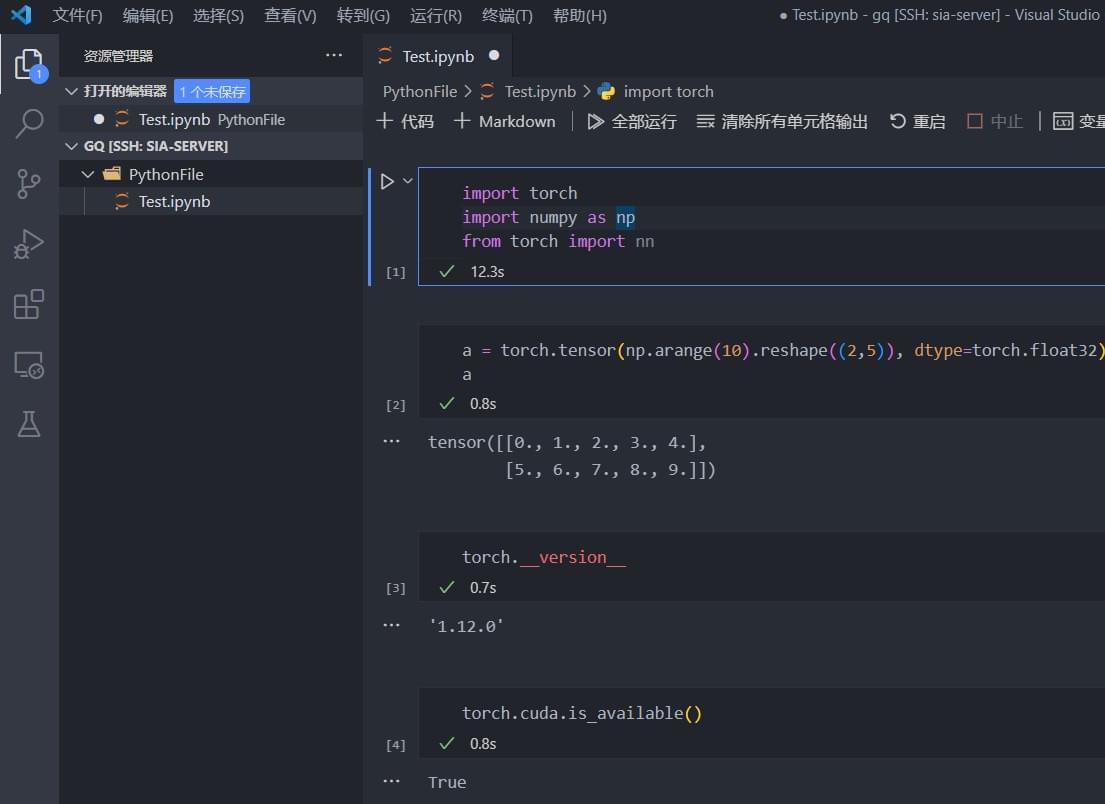 文件(F) 编辑(E) 选择(S) 查看(V) 转到(G) 运行(R) 终端(T) 帮助(H) ● Test.ipynb - gq [SSH: sia-server] - Visual Studio
资源管理器 ···
打开的编辑器 1 个未保存
Test.ipynb PythonFile
GQ [SSH: SIA-SERVER]
PythonFile
Test.ipynb
1
Test.ipynb
PythonFile > Test.ipynb > import torch
+ 代码 + Markdown 全部运行 清除所有单元格输出 重启 中止 变量
import torch
import numpy as np
from torch import nn
[1] ✓ 12.3s
a = torch.tensor(np.arange(10).reshape((2,5)), dtype=torch.float32)
a
[2] ✓ 0.8s
··· tensor([[0., 1., 2., 3., 4.],
[5., 6., 7., 8., 9.]])
torch.__version__
[3] ✓ 0.7s
··· '1.12.0'
torch.cuda.is_available()
[4] ✓ 0.8s
··· True